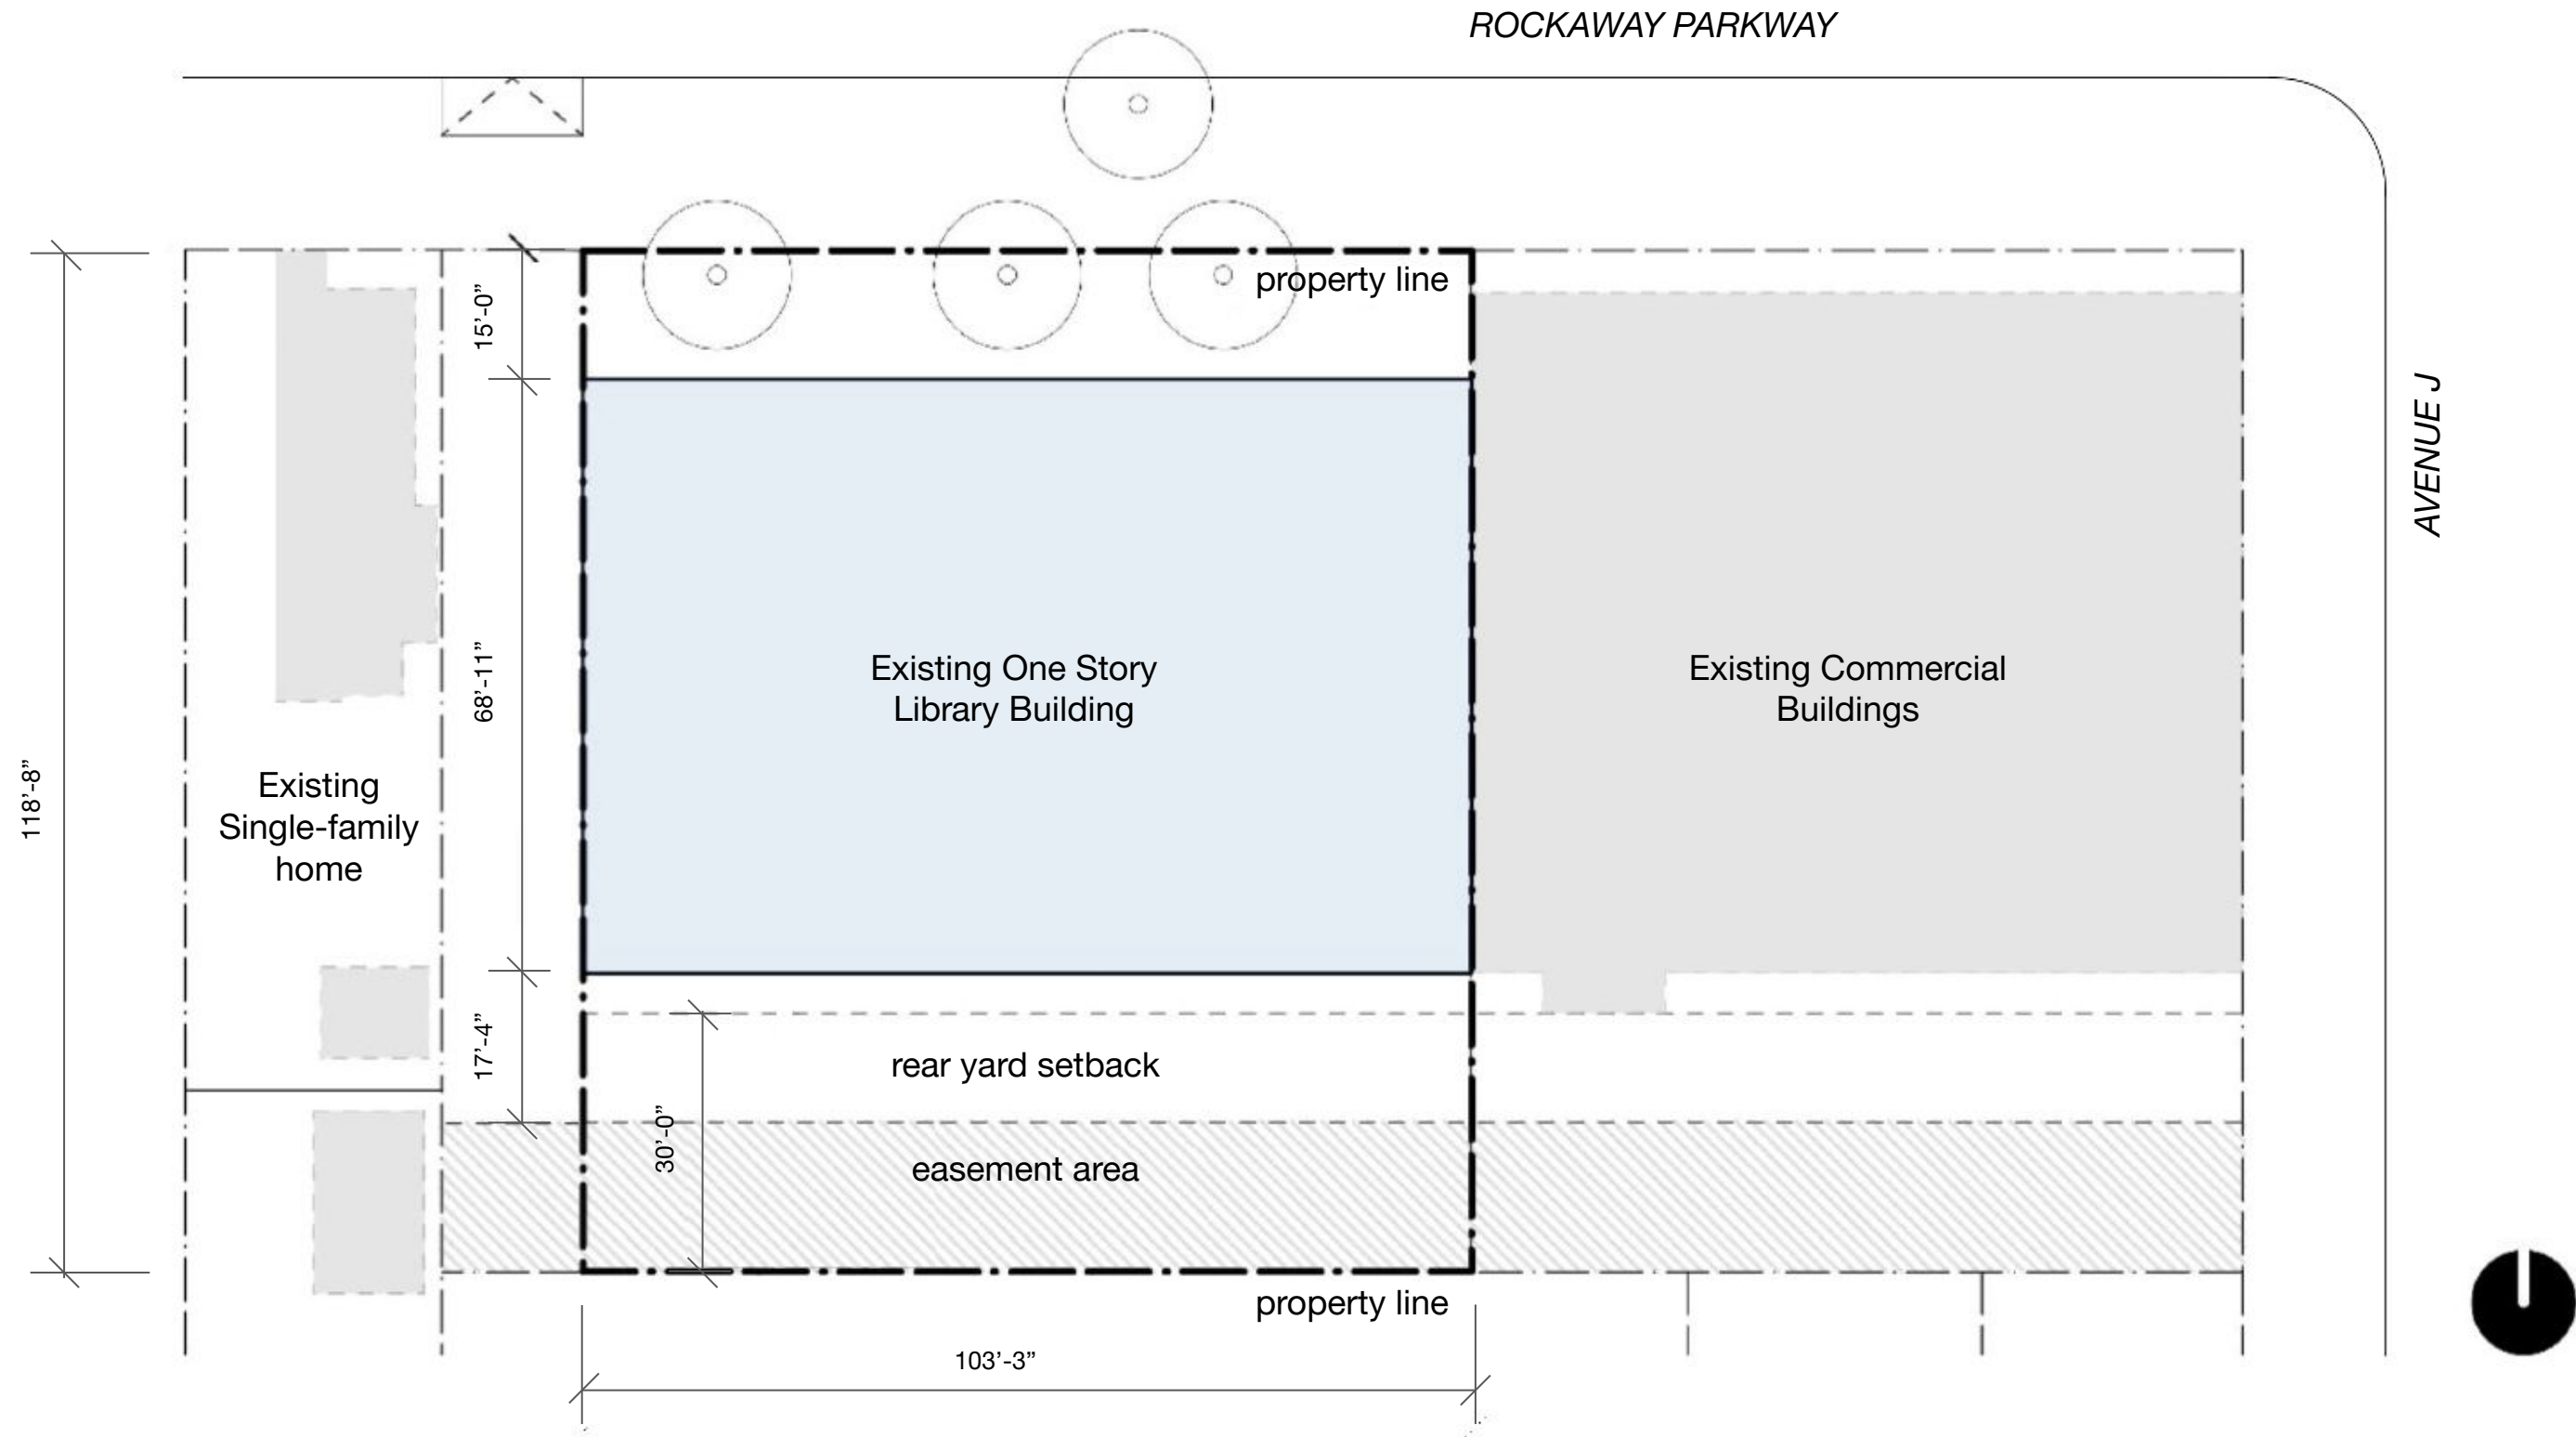 ROCKAWAY PARKWAY
property line
15’-0”
AVENUE J
Existing One Story
Library Building
Existing Commercial
Buildings
68’-11”
118’-8”
Existing
Single-family
home
17’-4”
rear yard setback
30’-0”
easement area
property line
103’-3”